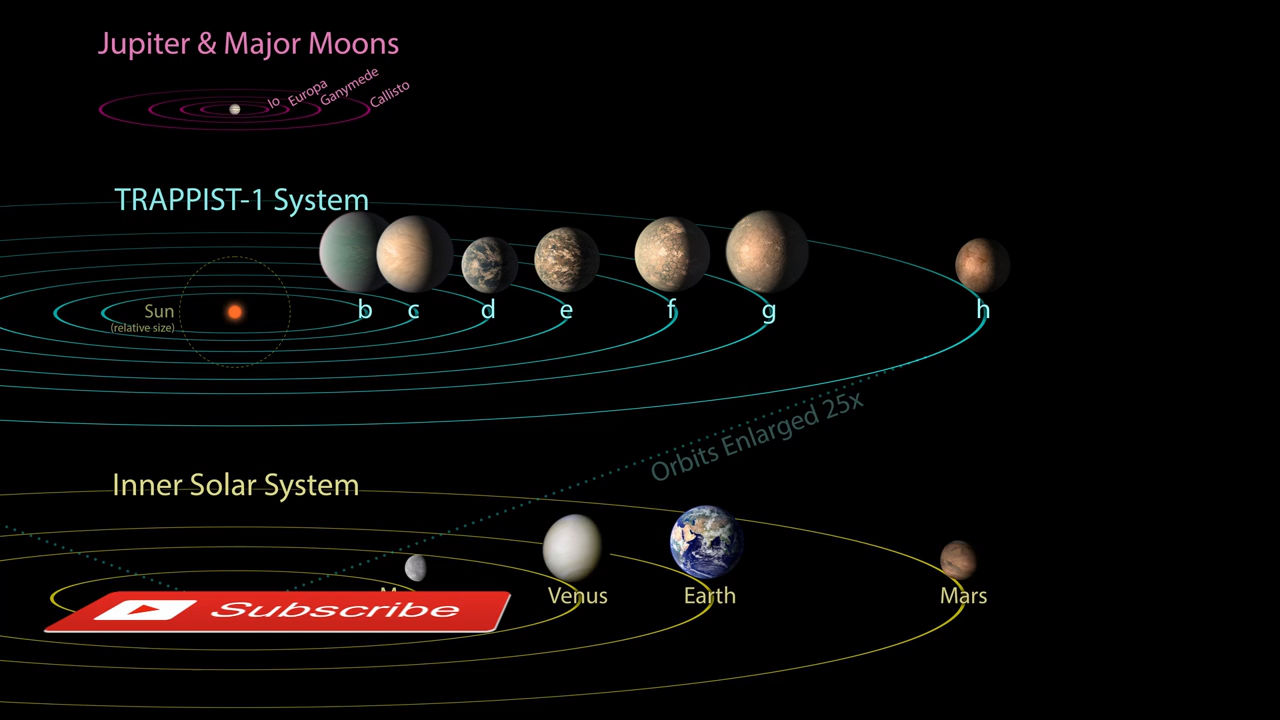 Jupiter & Major Moons
Io
Europa
Ganymede
Callisto
TRAPPIST-1 System
Sun
(relative size)
b
c
d
e
f
g
h
Orbits Enlarged 25x
Inner Solar System
Venus
Earth
Mars
Subscribe